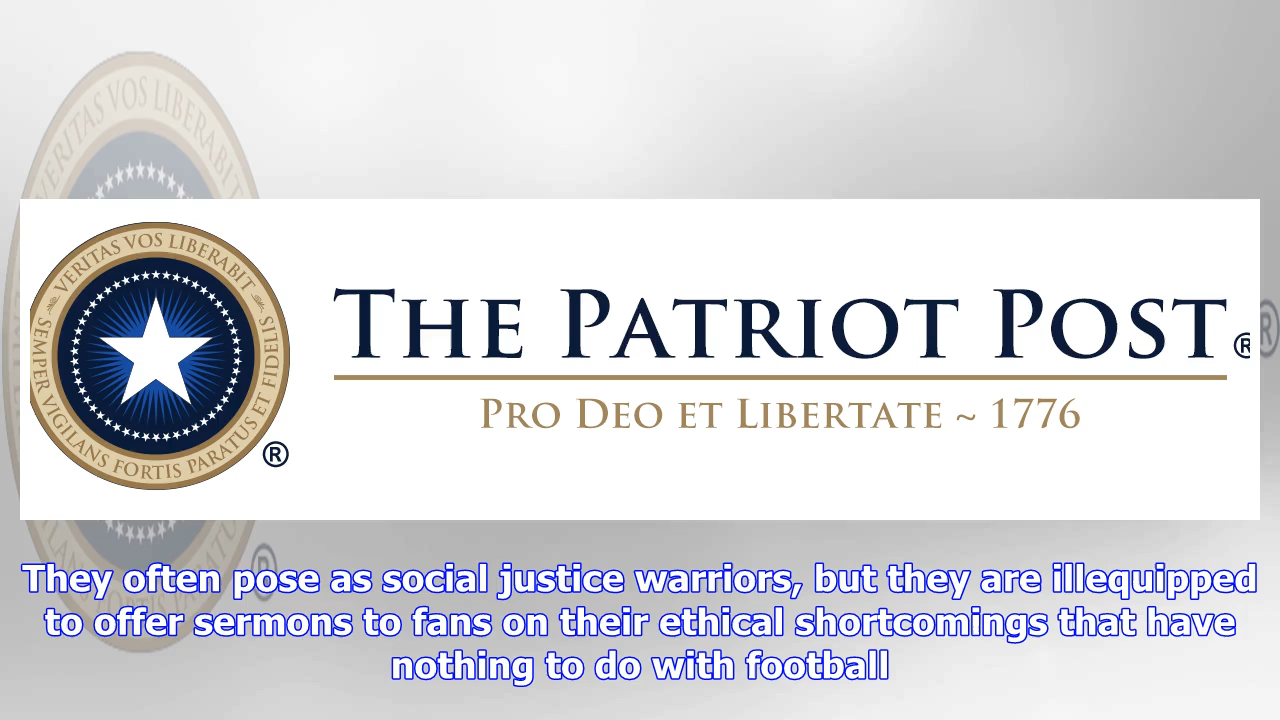 VERITAS VOS LIBERABIT
SEMPER VIGILANS FORTIS PARATUS ET FIDELIS
®
THE PATRIOT POST®
PRO DEO ET LIBERTATE ~ 1776
They often pose as social justice warriors, but they are illequipped
to offer sermons to fans on their ethical shortcomings that have
nothing to do with football